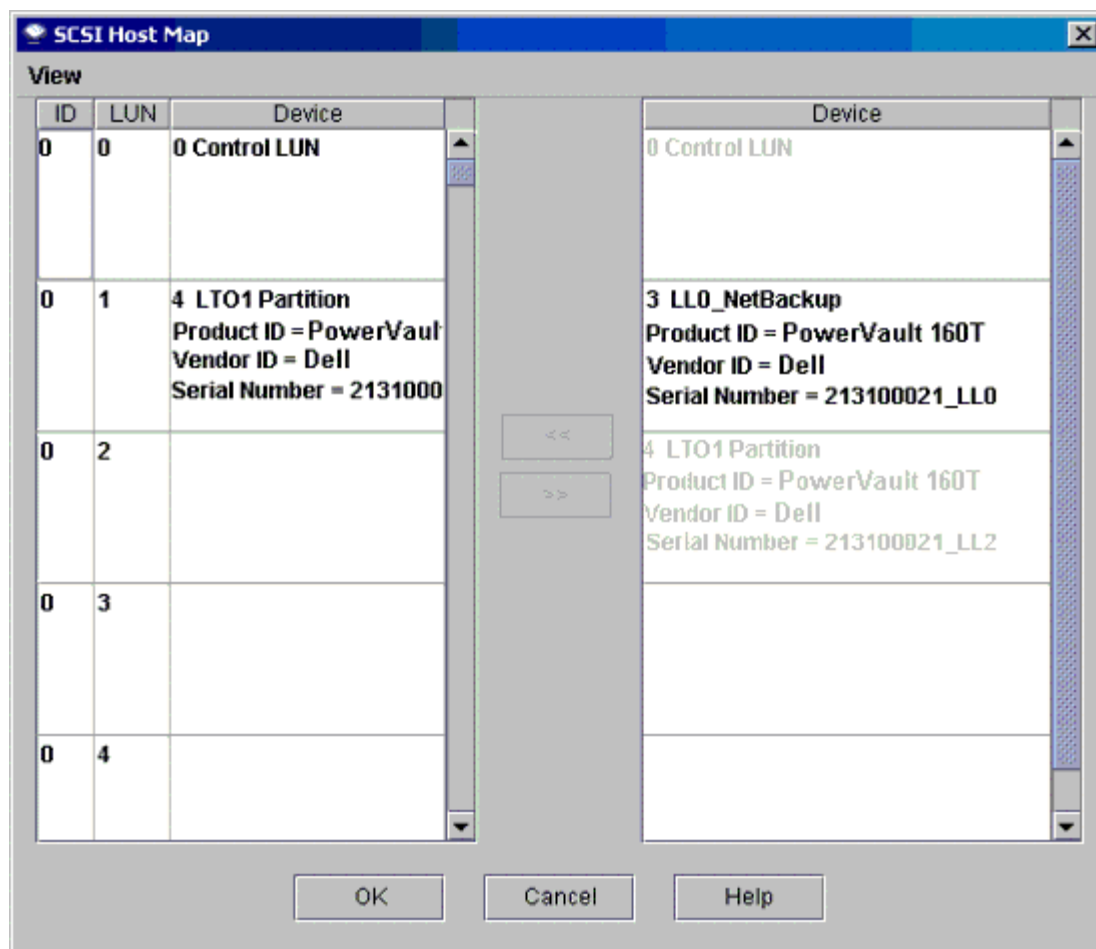 SCSI Host Map
View
ID LUN Device
0 0 0 Control LUN
0 1 4 LTO1 Partition
Product ID = PowerVaul
Vendor ID = Dell
Serial Number = 2131000
0 2
0 3
0 4
<<
>>
Device
0 Control LUN
3 LL0_NetBackup
Product ID = PowerVault 160T
Vendor ID = Dell
Serial Number = 213100021_LL0
4 LTO1 Partition
Product ID = PowerVault 160T
Vendor ID = Dell
Serial Number = 213100021_LL2
OK Cancel Help